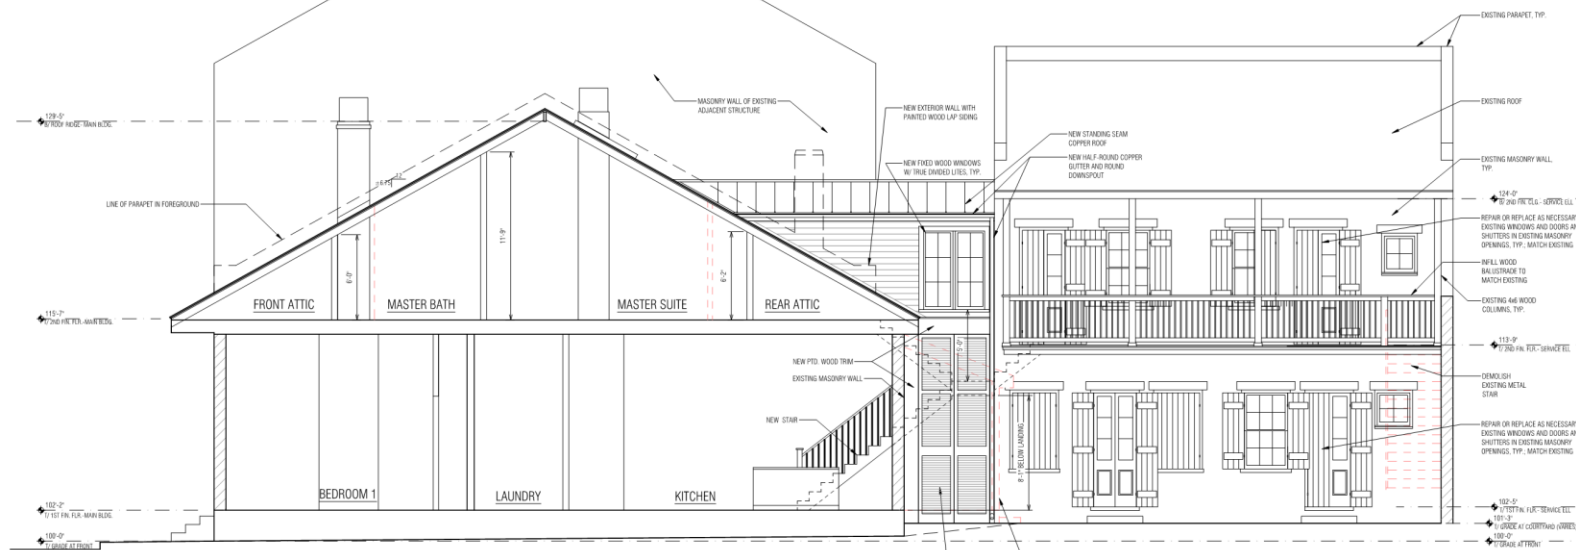 EXISTING PARAPET, TYP.
MASONRY WALL OF EXISTING
ADJACENT STRUCTURE
NEW EXTERIOR WALL WITH
PAINTED WOOD LAP SIDING
EXISTING ROOF
129'-5"
B/ ROOF RIDGE -MAIN BLDG.
NEW STANDING SEAM
COPPER ROOF
NEW FIXED WOOD WINDOWS
W/ TRUE DIVIDED LITES, TYP.
NEW HALF-ROUND COPPER
GUTTER AND ROUND
DOWNSPOUT
EXISTING MASONRY WALL,
TYP.
12
6.75
LINE OF PARAPET IN FOREGROUND
124'-0"
B/ 2ND FIN. CLG. - SERVICE ELL
REPAIR OR REPLACE AS NECESSARY
EXISTING WINDOWS AND DOORS AN
SHUTTERS IN EXISTING MASONRY
OPENINGS, TYP.; MATCH EXISTING
11'-9"
6'-0"
6'-2"
INFILL WOOD
BALUSTRADE TO
MATCH EXISTING
FRONT ATTIC
MASTER BATH
MASTER SUITE
REAR ATTIC
EXISTING 4x6 WOOD
COLUMNS, TYP.
115'-7"
T/ 2ND FIN. FLR. -MAIN BLDG.
113'-9"
T/ 2ND FIN. FLR. - SERVICE ELL
NEW PTD. WOOD TRIM
EXISTING MASONRY WALL
DEMOLISH
EXISTING METAL
STAIR
NEW STAIR
8'-1" BELOW LANDING
REPAIR OR REPLACE AS NECESSARY
EXISTING WINDOWS AND DOORS AN
SHUTTERS IN EXISTING MASONRY
OPENINGS, TYP.; MATCH EXISTING
BEDROOM 1
LAUNDRY
KITCHEN
102'-2"
T/ 1ST FIN. FLR. -MAIN BLDG.
102'-5"
T/ 1ST FIN. FLR. - SERVICE ELL
101'-3"
T/ GRADE AT COURTYARD (VARIES)
100'-0"
T/ GRADE AT FRONT
100'-0"
T/ GRADE AT FRONT